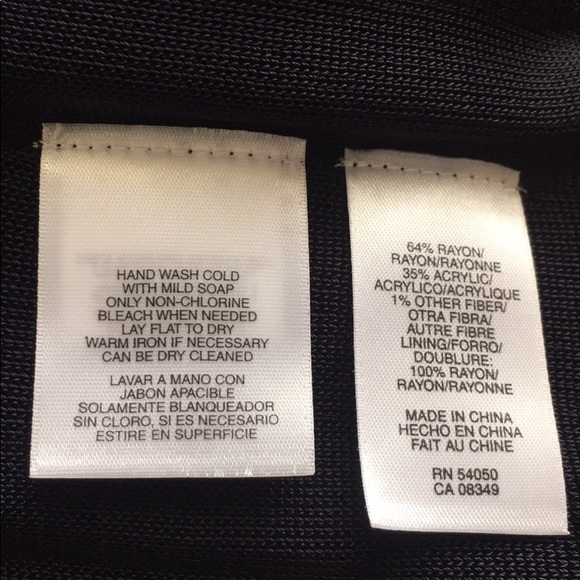 HAND WASH COLD
WITH MILD SOAP
ONLY NON-CHLORINE
BLEACH WHEN NEEDED
LAY FLAT TO DRY
WARM IRON IF NECESSARY
CAN BE DRY CLEANED
LAVAR A MANO CON
JABON APACIBLE
SOLAMENTE BLANQUEADOR
SIN CLORO, SI ES NECESARIO
ESTIRE EN SUPERFICIE
64% RAYON/
RAYON/RAYONNE
35% ACRYLIC/
ACRYLICO/ACRYLIQUE
1% OTHER FIBER/
OTRA FIBRA/
AUTRE FIBRE
LINING/FORRO/
DOUBLURE:
100% RAYON/
RAYON/RAYONNE
MADE IN CHINA
HECHO EN CHINA
FAIT AU CHINE
RN 54050
CA 08349